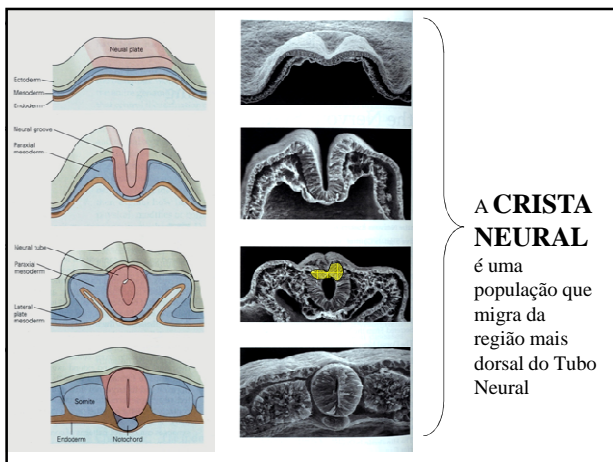 Neural plate
Ectoderm
Mesoderm
Neural groove
Paraxial
mesoderm
Neural tube
Paraxial
mesoderm
Lateral
plate
mesoderm
Somite
Endoderm
Notochord
A CRISTA
NEURAL
é uma
população que
migra da
região mais
dorsal do Tubo
Neural